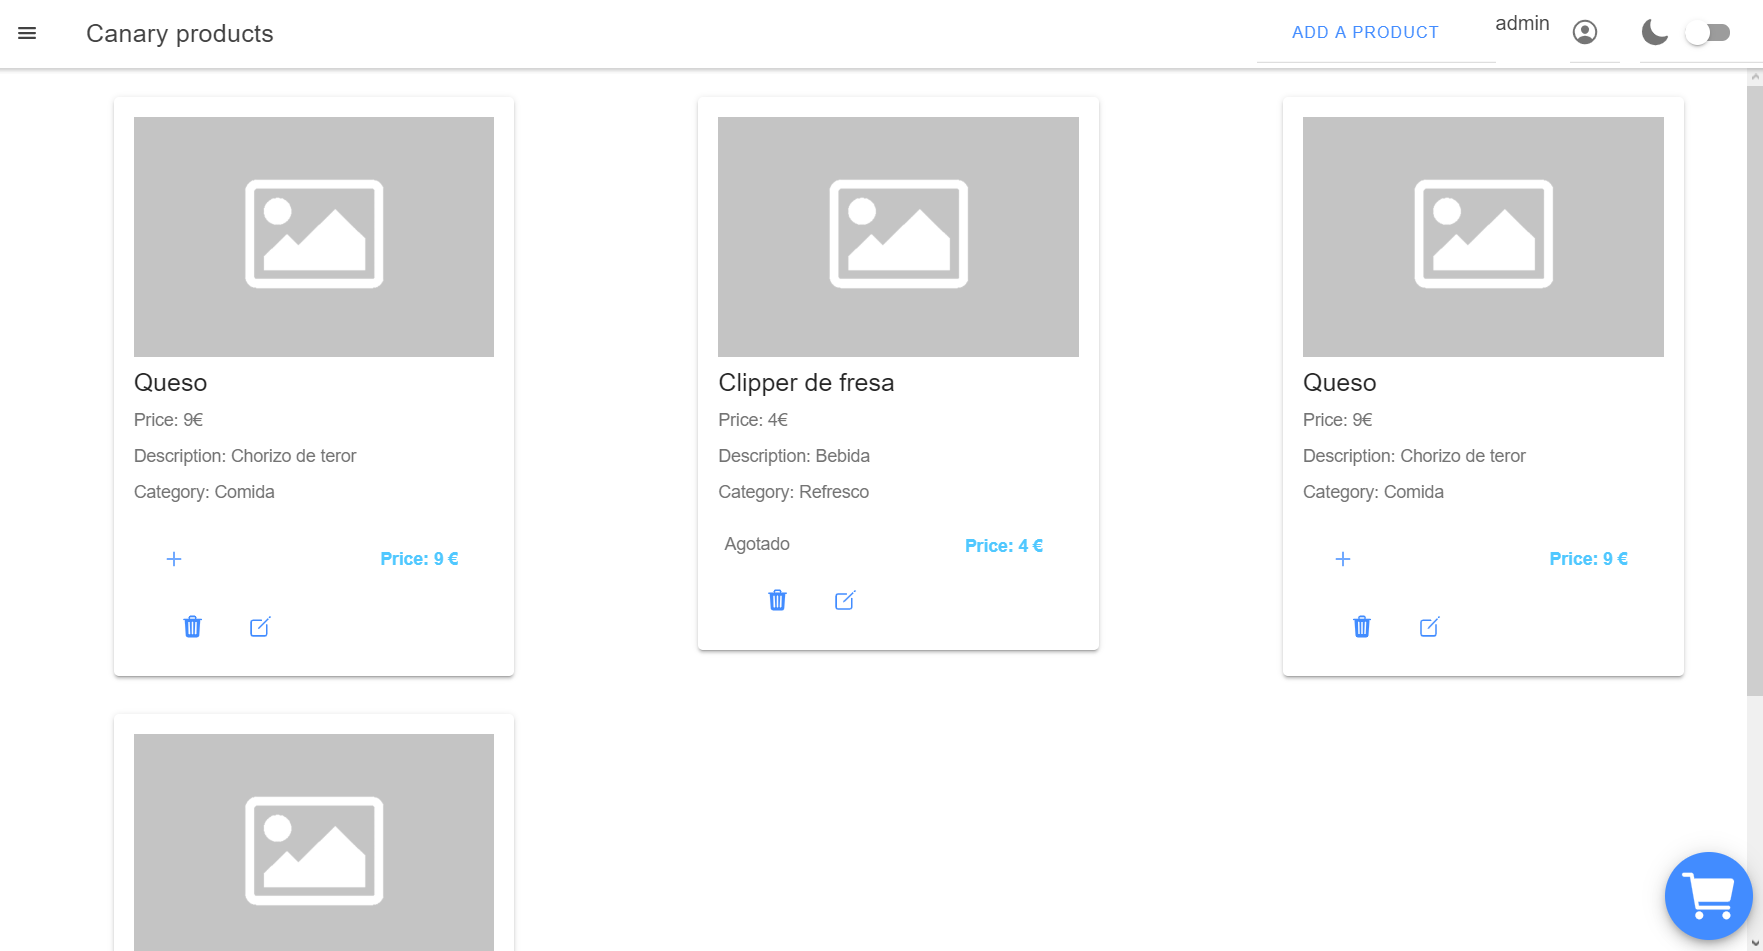 Canary products
ADD A PRODUCT
admin
Queso
Price: 9€
Description: Chorizo de teror
Category: Comida
Price: 9 €
Clipper de fresa
Price: 4€
Description: Bebida
Category: Refresco
Agotado
Price: 4 €
Queso
Price: 9€
Description: Chorizo de teror
Category: Comida
Price: 9 €